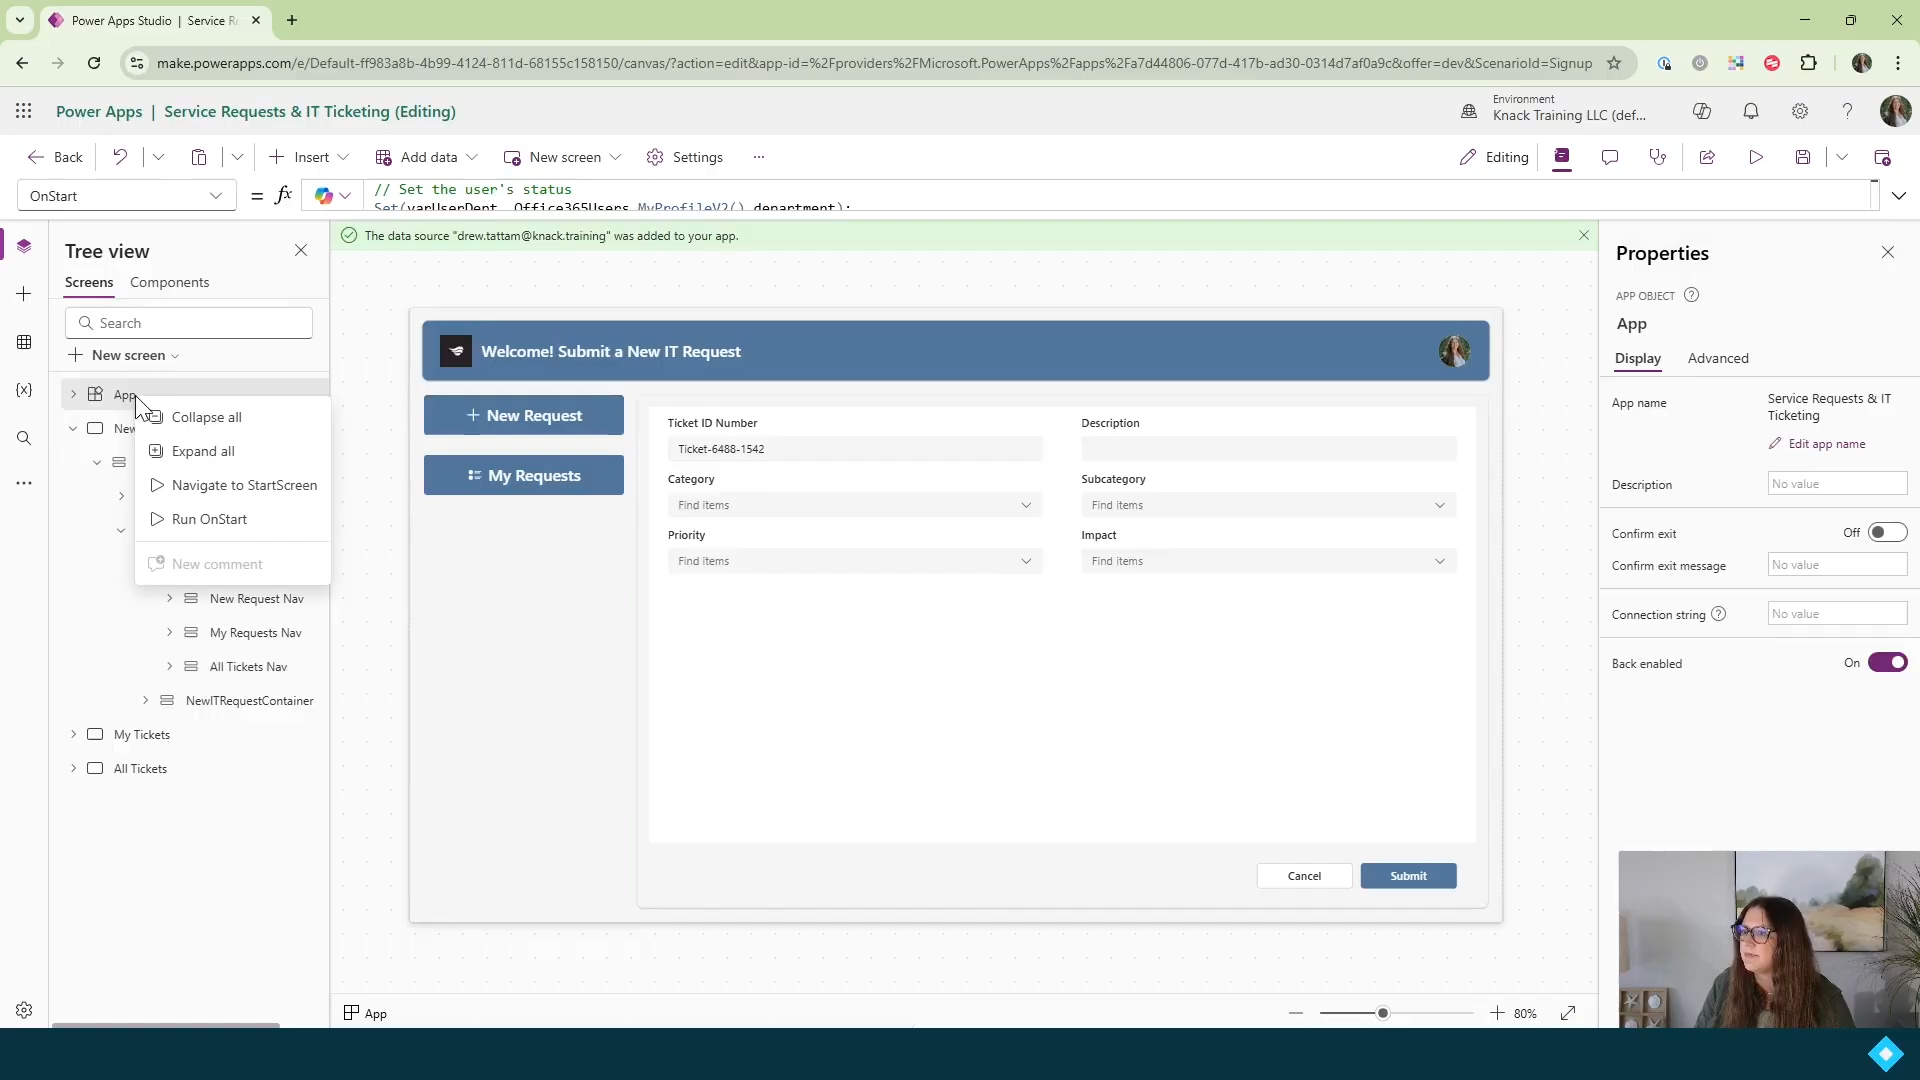 Power Apps Studio | Service R
make.powerapps.com/e/Default-ff983a8b-4b99-4124-811d-68155c158150/canvas/?action=edit&app-id=%2Fproviders%2FMicrosoft.PowerApps%2Fapps%2Fa7d44806-077d-417b-ad30-0314d7af0a9c&offer=dev&ScenarioId=Signup
Power Apps | Service Requests & IT Ticketing (Editing)
Environment
Knack Training LLC (def...
Back
Insert
Add data
New screen
Settings
...
Editing
OnStart
= fx
// Set the user's status
Set(varUserDept, Office365Users.MyProfileV2().department);
Tree view
Screens
Components
Search
New screen
App
New
Collapse all
Expand all
Navigate to StartScreen
Run OnStart
New comment
New Request Nav
My Requests Nav
All Tickets Nav
NewITRequestContainer
My Tickets
All Tickets
The data source "drew.tattam@knack.training" was added to your app.
Welcome! Submit a New IT Request
+ New Request
My Requests
Ticket ID Number
Description
Ticket-6488-1542
Category
Subcategory
Find items
Find items
Priority
Impact
Find items
Find items
Cancel
Submit
App
80%
Properties
APP OBJECT
App
Display
Advanced
App name
Service Requests & IT
Ticketing
Edit app name
Description
No value
Confirm exit
Off
Confirm exit message
No value
Connection string
No value
Back enabled
On